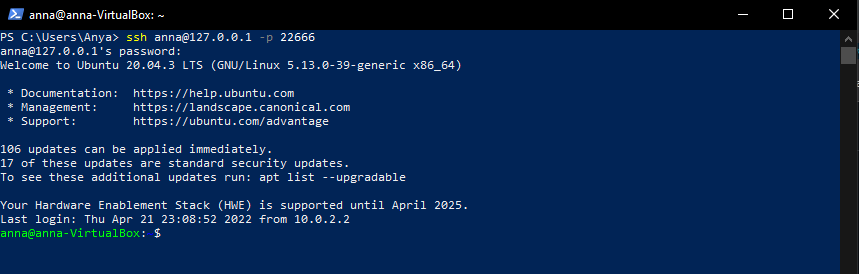 anna@anna-VirtualBox: ~
PS C:\Users\Anya> ssh anna@127.0.0.1 -p 22666
anna@127.0.0.1's password:
Welcome to Ubuntu 20.04.3 LTS (GNU/Linux 5.13.0-39-generic x86_64)
* Documentation:  https://help.ubuntu.com
* Management:     https://landscape.canonical.com
* Support:        https://ubuntu.com/advantage
106 updates can be applied immediately.
17 of these updates are standard security updates.
To see these additional updates run: apt list --upgradable
Your Hardware Enablement Stack (HWE) is supported until April 2025.
Last login: Thu Apr 21 23:08:52 2022 from 10.0.2.2
anna@anna-VirtualBox: $